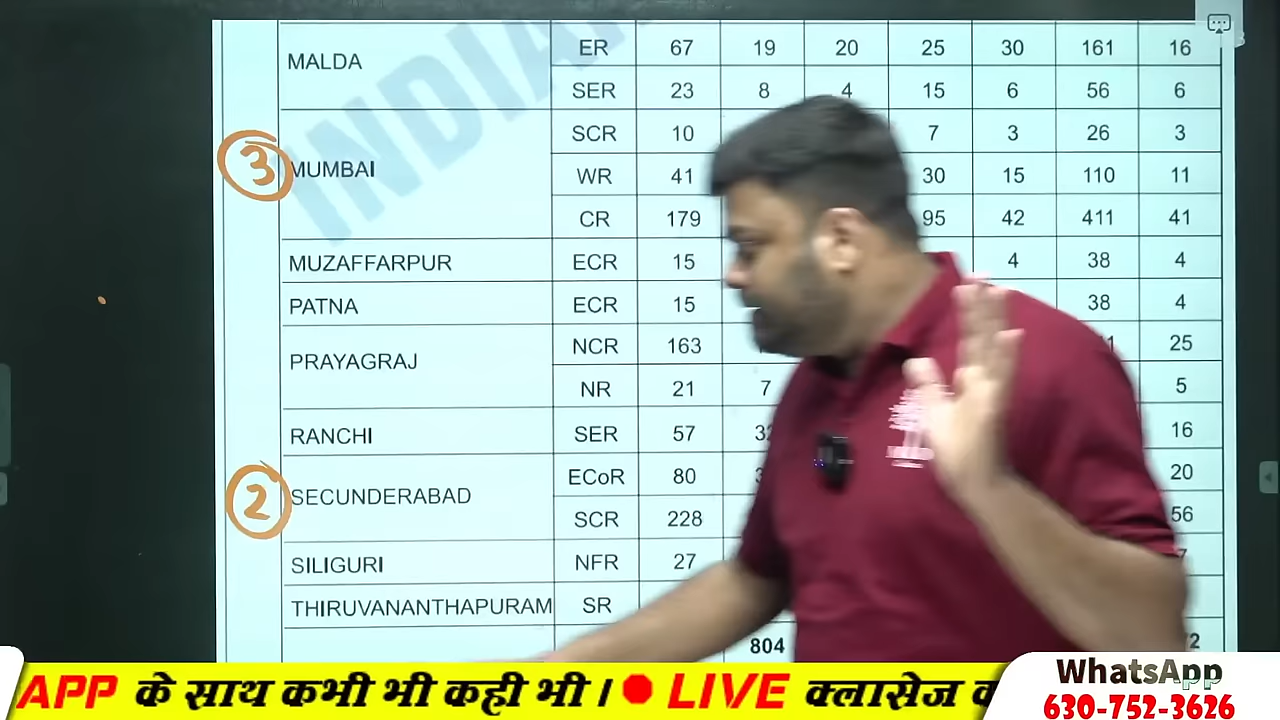 INDIAN
MALDA ER 67 19 20 25 30 161 16
SER 23 8 4 15 6 56 6
3 MUMBAI SCR 10 7 3 26 3
WR 41 30 15 110 11
CR 179 95 42 411 41
MUZAFFARPUR ECR 15 4 38 4
PATNA ECR 15 38 4
PRAYAGRAJ NCR 163 25
NR 21 7 5
RANCHI SER 57 16
2 SECUNDERABAD ECoR 80 20
SCR 228 56
SILIGURI NFR 27
THIRUVANANTHAPURAM SR
804
APP के साथ कभी भी कही भी । LIVE क्लासेज
WhatsApp
630-752-3626